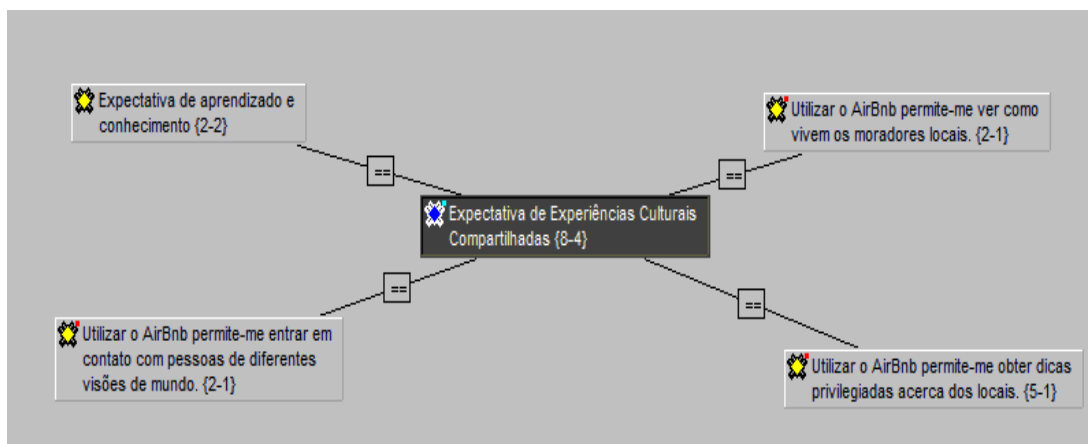 Expectativa de aprendizado e
conhecimento {2-2}
Utilizar o AirBnb permite-me ver como
vivem os moradores locais. {2-1}
==
==
Expectativa de Experiências Culturais
Compartilhadas {8-4}
==
==
Utilizar o AirBnb permite-me entrar em
contato com pessoas de diferentes
visões de mundo. {2-1}
Utilizar o AirBnb permite-me obter dicas
privilegiadas acerca dos locais. {5-1}